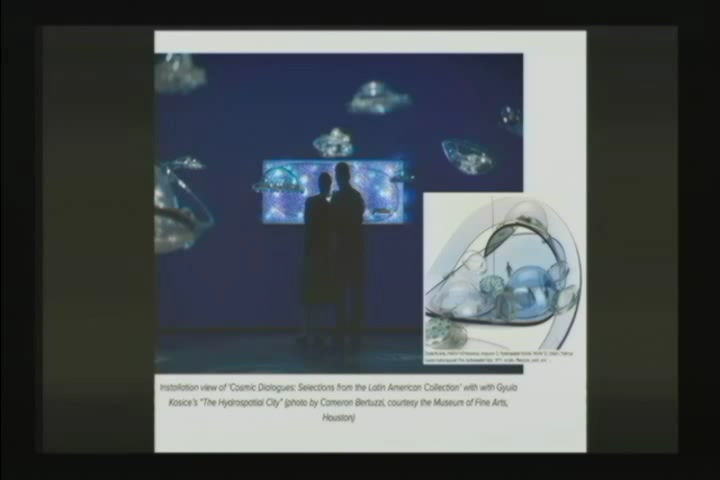 Installation view of 'Cosmic Dialogues: Selections from the Latin American Collection' with with Gyula
Kosice's "The Hydrospatial City" (photo by Cameron Bertuzzi, courtesy the Museum of Fine Arts,
Houston)